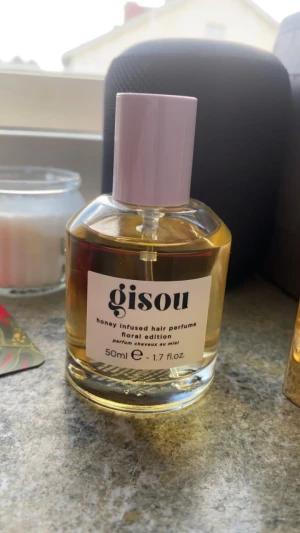 gisou
honey infused hair perfume
floral edition
parfum cheveux au miel
50ml e - 1.7 fl.oz.